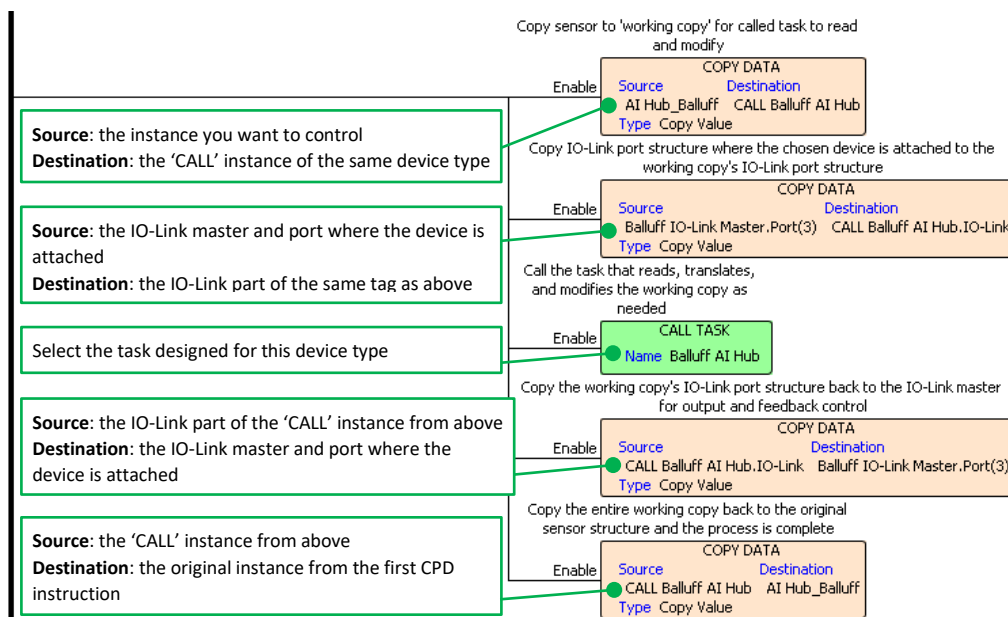 Copy sensor to 'working copy' for called task to read
and modify
COPY DATA
Enable
Source Destination
AI Hub_Balluff CALL Balluff AI Hub
Type Copy Value
Source: the instance you want to control
Destination: the ‘CALL’ instance of the same device type
Copy IO-Link port structure where the chosen device is attached to the
working copy's IO-Link port structure
COPY DATA
Enable
Source Destination
Balluff IO-Link Master.Port(3) CALL Balluff AI Hub.IO-Link
Type Copy Value
Source: the IO-Link master and port where the device is
attached
Destination: the IO-Link part of the same tag as above
Call the task that reads, translates,
and modifies the working copy as
needed
CALL TASK
Enable
Name Balluff AI Hub
Select the task designed for this device type
Copy the working copy's IO-Link port structure back to the IO-Link master
for output and feedback control
COPY DATA
Enable
Source Destination
CALL Balluff AI Hub.IO-Link Balluff IO-Link Master.Port(3)
Type Copy Value
Source: the IO-Link part of the ‘CALL’ instance from above
Destination: the IO-Link master and port where the
device is attached
Copy the entire working copy back to the original
sensor structure and the process is complete
COPY DATA
Enable
Source Destination
CALL Balluff AI Hub AI Hub_Balluff
Type Copy Value
Source: the ‘CALL’ instance from above
Destination: the original instance from the first CPD
instruction